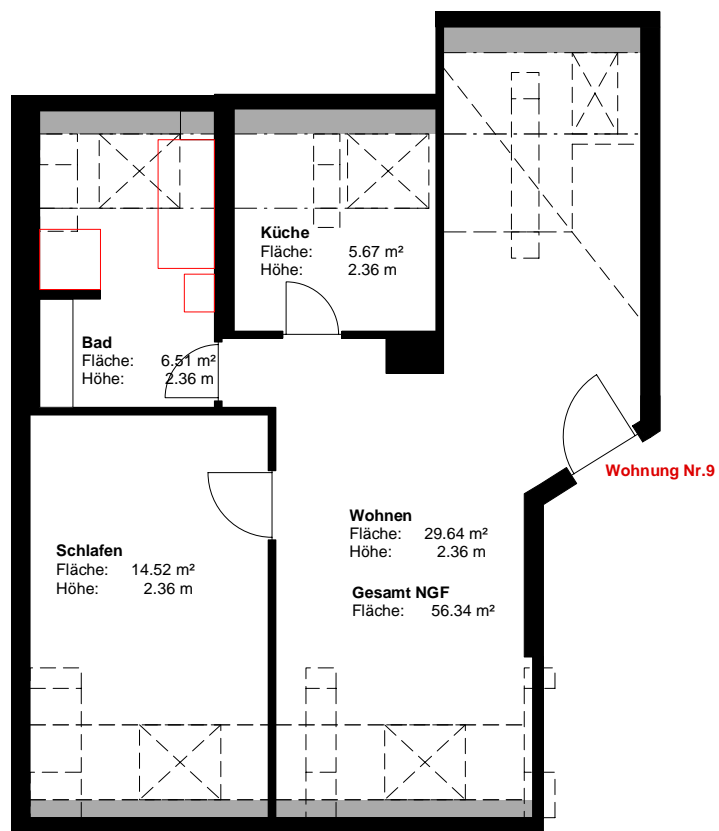 Küche
Fläche: 5.67 m²
Höhe: 2.36 m
Bad
Fläche: 6.51 m²
Höhe: 2.36 m
Wohnung Nr.9
Wohnen
Fläche: 29.64 m²
Höhe: 2.36 m
Schlafen
Fläche: 14.52 m²
Höhe: 2.36 m
Gesamt NGF
Fläche: 56.34 m²